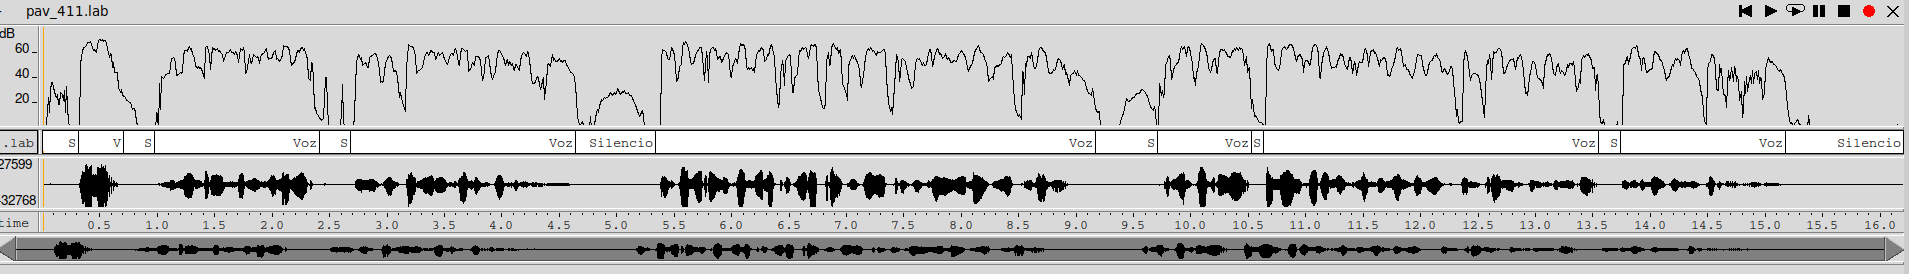 pav_411.lab
dB
60
40
20
.lab S V S Voz S Voz Silencio Voz S Voz S Voz S Voz Silencio
27599
-32768
time 0.5 1.0 1.5 2.0 2.5 3.0 3.5 4.0 4.5 5.0 5.5 6.0 6.5 7.0 7.5 8.0 8.5 9.0 9.5 10.0 10.5 11.0 11.5 12.0 12.5 13.0 13.5 14.0 14.5 15.0 15.5 16.0